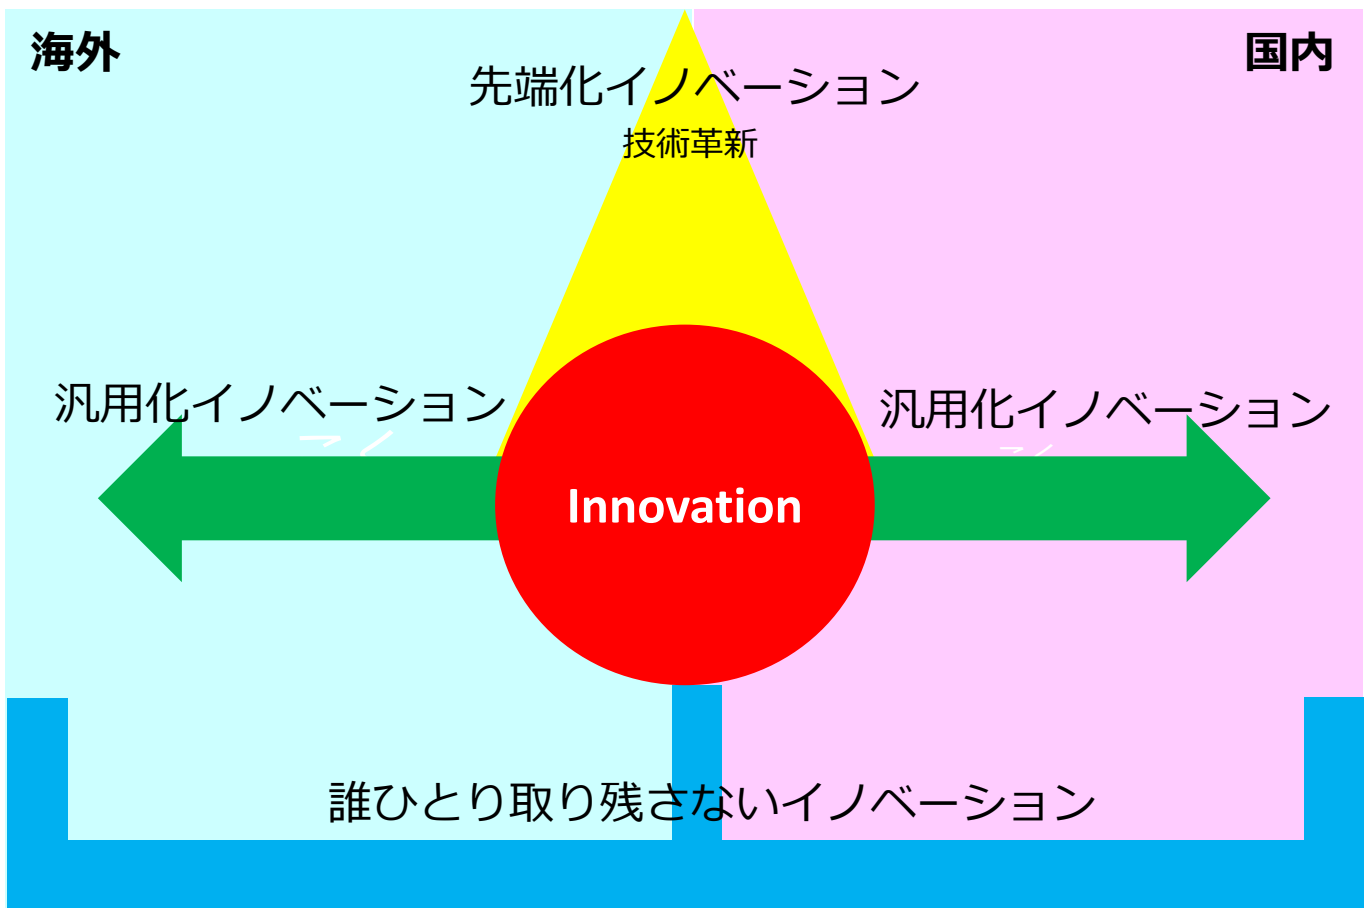 海外
国内
先端化イノベーション
技術革新
汎用化イノベーション
汎用化イノベーション
Innovation
誰ひとり取り残さないイノベーション